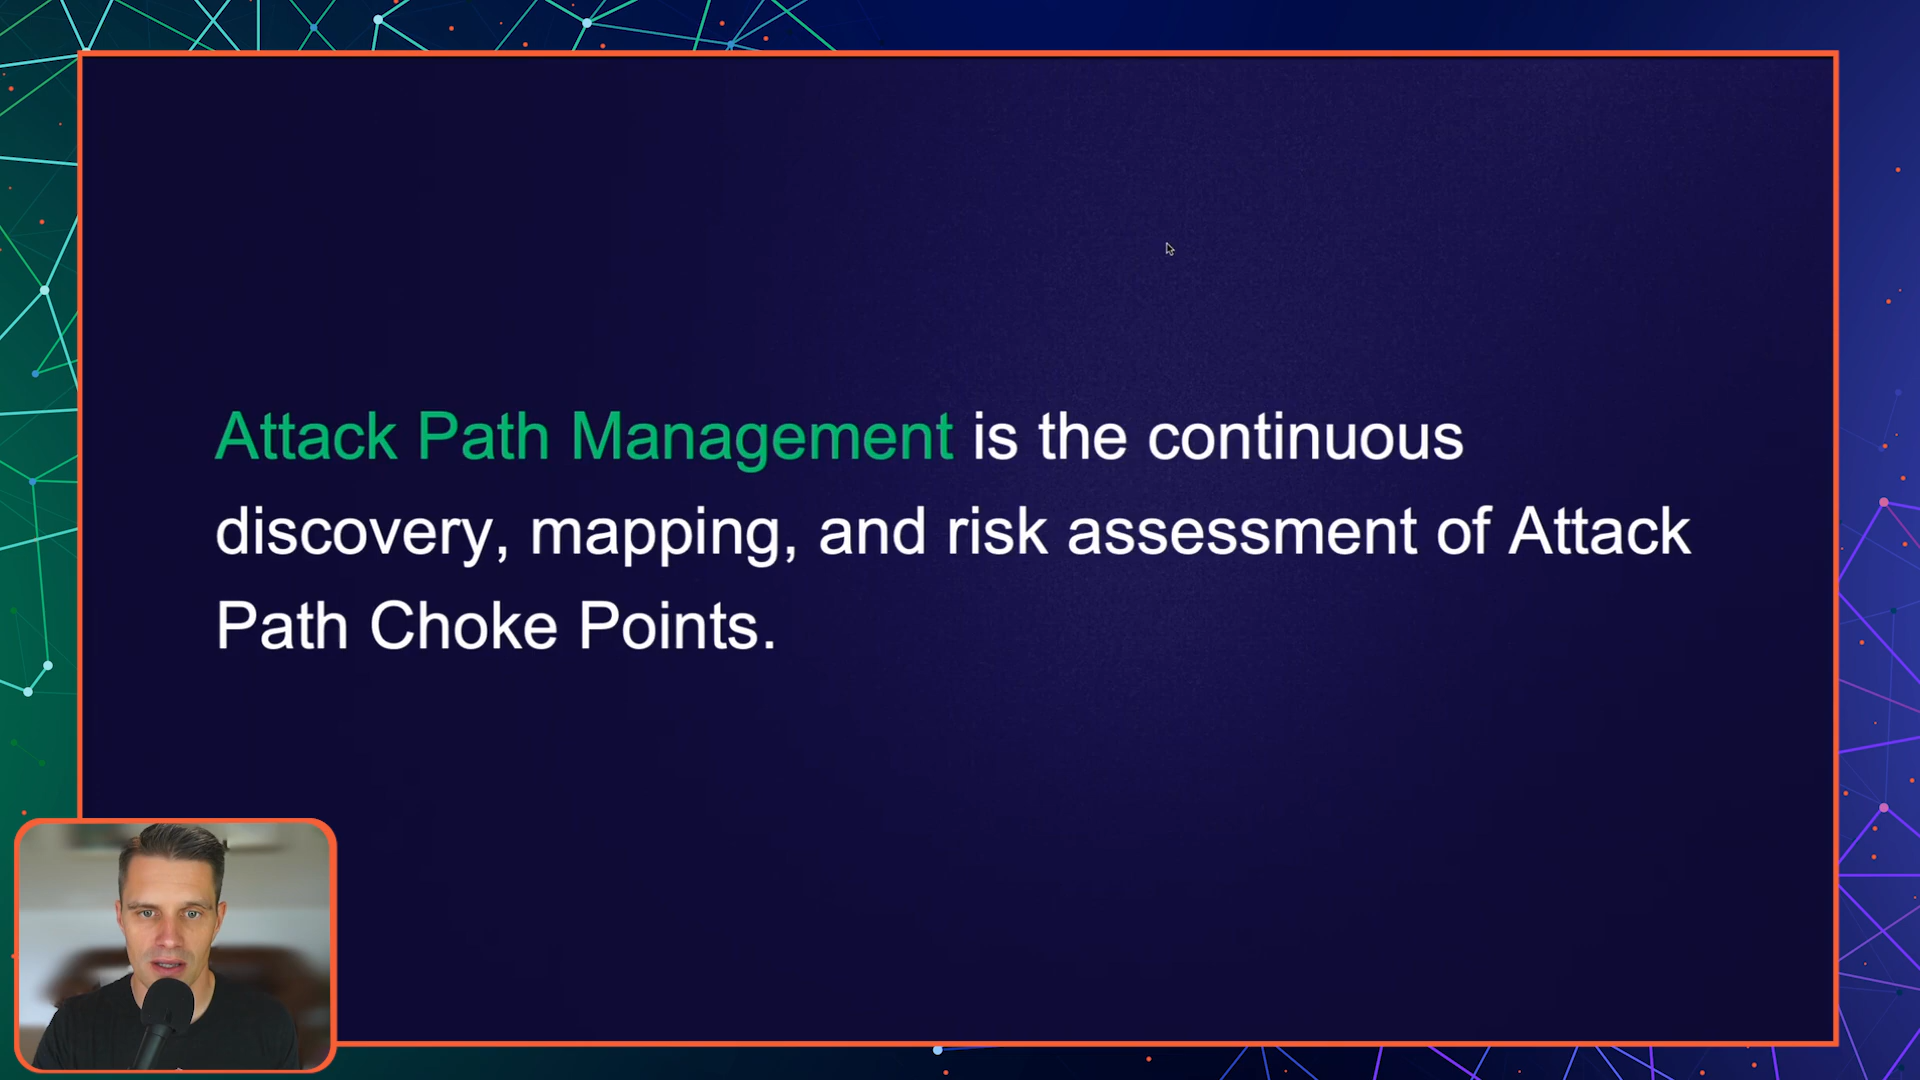 Attack Path Management is the continuous
discovery, mapping, and risk assessment of Attack
Path Choke Points.